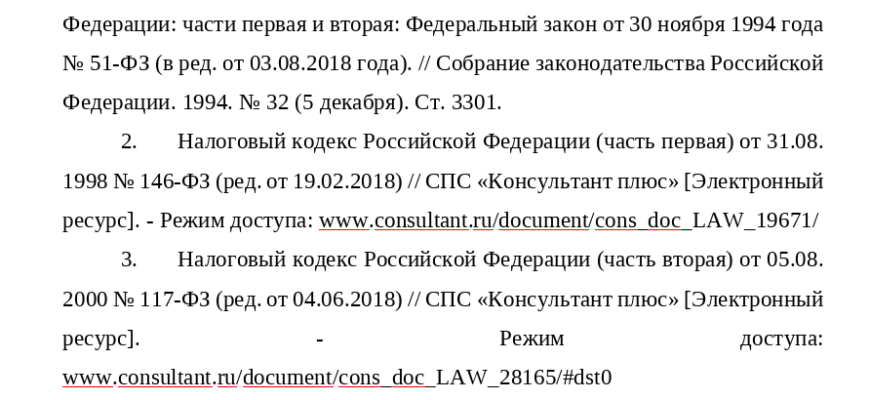 Федерации: части первая и вторая: Федеральный закон от 30 ноября 1994 года
№ 51-ФЗ (в ред. от 03.08.2018 года). // Собрание законодательства Российской
Федерации. 1994. № 32 (5 декабря). Ст. 3301.
2. Налоговый кодекс Российской Федерации (часть первая) от 31.08.
1998 № 146-ФЗ (ред. от 19.02.2018) // СПС «Консультант плюс» [Электронный
ресурс]. - Режим доступа: www.consultant.ru/document/cons_doc_LAW_19671/
3. Налоговый кодекс Российской Федерации (часть вторая) от 05.08.
2000 № 117-ФЗ (ред. от 04.06.2018) // СПС «Консультант плюс» [Электронный
ресурс]. - Режим доступа:
www.consultant.ru/document/cons_doc_LAW_28165/#dst0